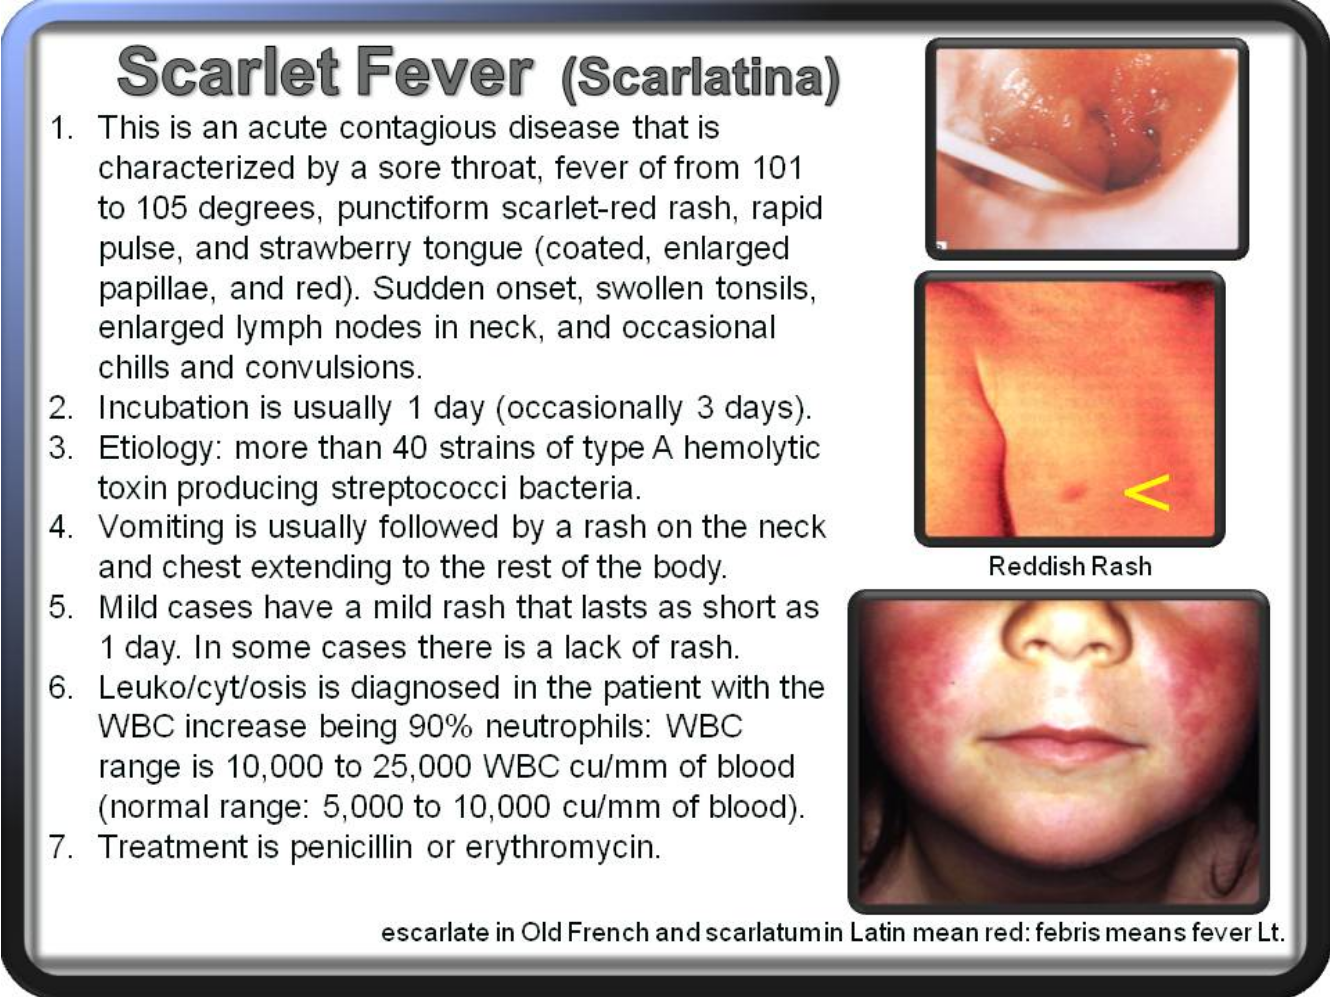 Scarlet Fever (Scarlatina)
1. This is an acute contagious disease that is
characterized by a sore throat, fever of from 101
to 105 degrees, punctiform scarlet-red rash, rapid
pulse, and strawberry tongue (coated, enlarged
papillae, and red). Sudden onset, swollen tonsils,
enlarged lymph nodes in neck, and occasional
chills and convulsions.
2. Incubation is usually 1 day (occasionally 3 days).
3. Etiology: more than 40 strains of type A hemolytic
toxin producing streptococci bacteria.
4. Vomiting is usually followed by a rash on the neck
and chest extending to the rest of the body.
5. Mild cases have a mild rash that lasts as short as
1 day. In some cases there is a lack of rash.
6. Leuko/cyt/osis is diagnosed in the patient with the
WBC increase being 90% neutrophils: WBC
range is 10,000 to 25,000 WBC cu/mm of blood
(normal range: 5,000 to 10,000 cu/mm of blood).
7. Treatment is penicillin or erythromycin.
<
Reddish Rash
escarlate in Old French and scarlatum in Latin mean red: febris means fever Lt.